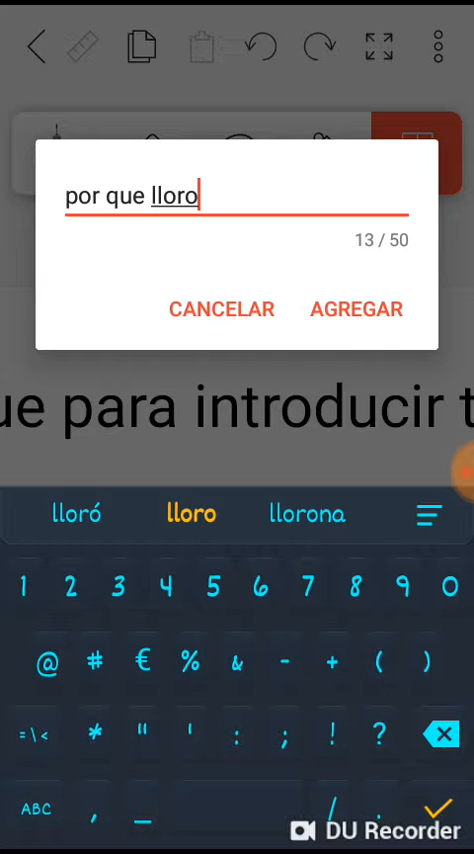 por que lloro
13 / 50
CANCELAR AGREGAR
ue para introducir t
lloró lloro llorona
1 2 3 4 5 6 7 8 9 0
@ # € % & - + ( )
=\< * " ' : ; ! ?
ABC , _ / .
DU Recorder